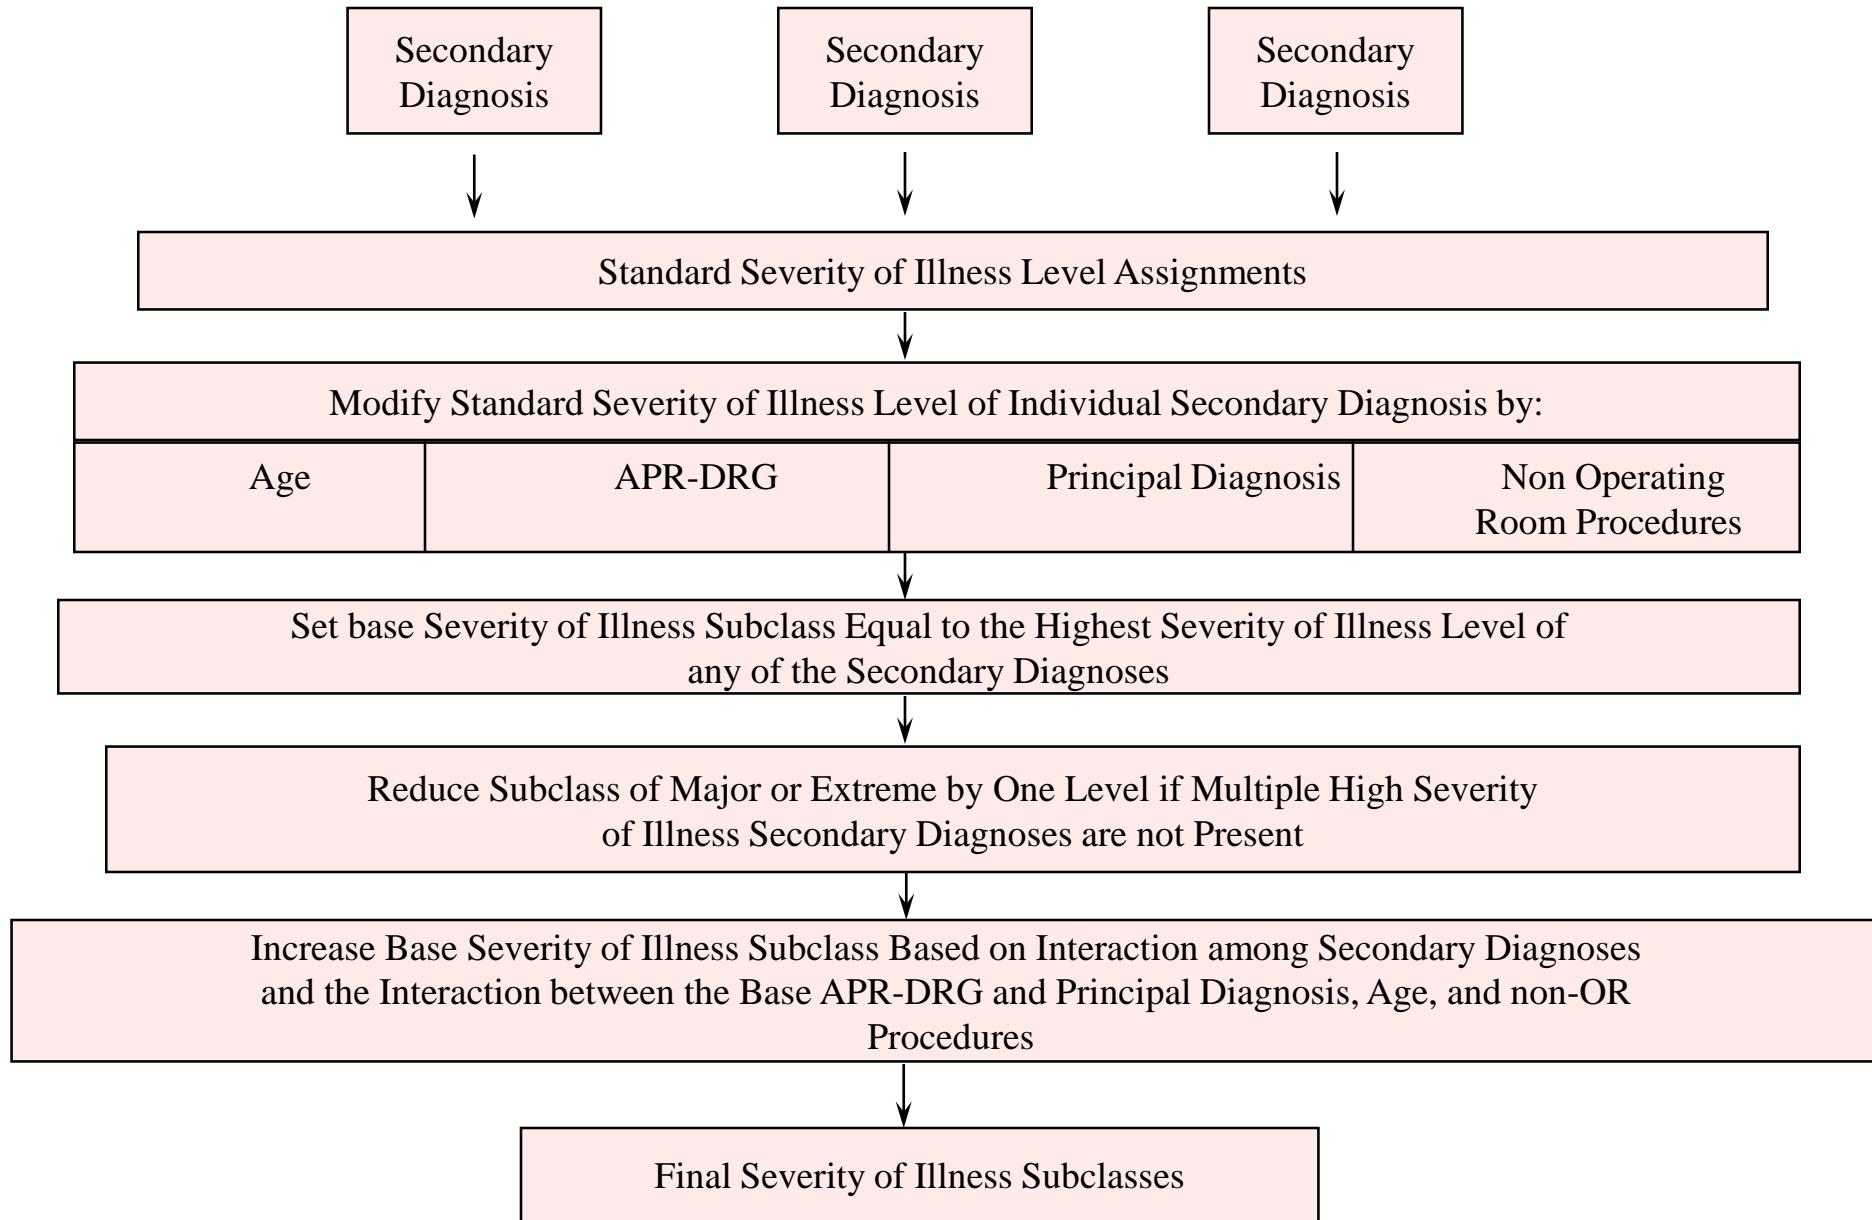 Secondary
Diagnosis
Secondary
Diagnosis
Secondary
Diagnosis
Standard Severity of Illness Level Assignments
Modify Standard Severity of Illness Level of Individual Secondary Diagnosis by:
Age
APR-DRG
Principal Diagnosis
Non Operating
Room Procedures
Set base Severity of Illness Subclass Equal to the Highest Severity of Illness Level of
any of the Secondary Diagnoses
Reduce Subclass of Major or Extreme by One Level if Multiple High Severity
of Illness Secondary Diagnoses are not Present
Increase Base Severity of Illness Subclass Based on Interaction among Secondary Diagnoses
and the Interaction between the Base APR-DRG and Principal Diagnosis, Age, and non-OR
Procedures
Final Severity of Illness Subclasses